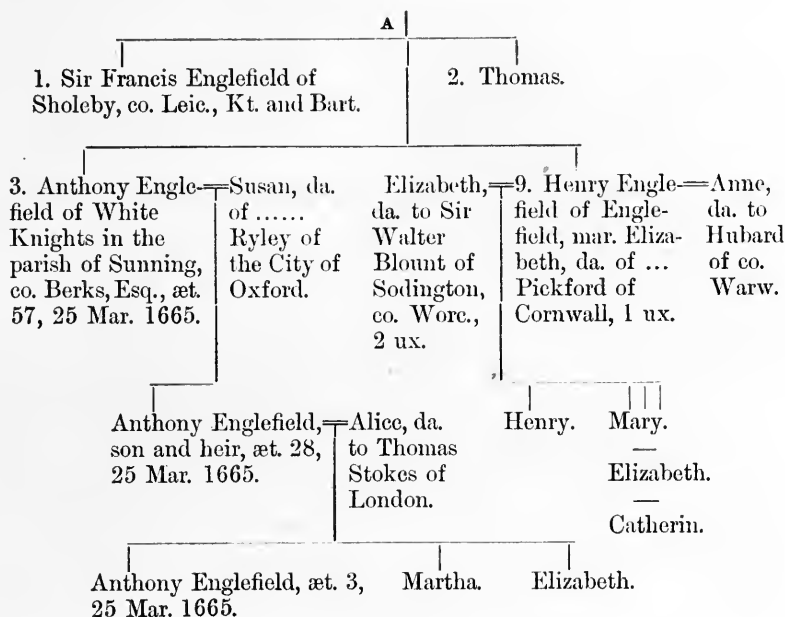 A
1. Sir Francis Englefield of
Sholeby, co. Leic., Kt. and Bart.
2. Thomas.
3. Anthony Engle-
field of White
Knights in the
parish of Sunning,
co. Berks, Esq., æt.
57, 25 Mar. 1665.
Susan, da.
of ......
Ryley of
the City of
Oxford.
Elizabeth,
da. to Sir
Walter
Blount of
Sodington,
co. Worc.,
2 ux.
9. Henry Engle-
field of Engle-
field, mar. Eliza-
beth, da. of ...
Pickford of
Cornwall, 1 ux.
Anne,
da. to
Hubard
of co.
Warw.
Anthony Englefield,
son and heir, æt. 28,
25 Mar. 1665.
Alice, da.
to Thomas
Stokes of
London.
Henry.
Mary.
—
Elizabeth.
—
Catherin.
Anthony Englefield, æt. 3,
25 Mar. 1665.
Martha.
Elizabeth.